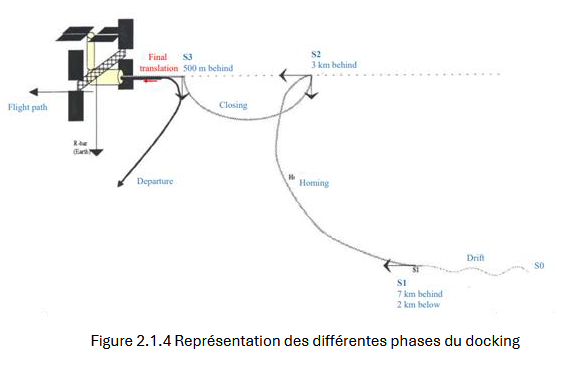 Final
translation
S3
500 m behind
S2
3 km behind
Closing
Flight path
R-bar
(Earth)
Departure
Homing
Drift
S0
S1
S1
7 km behind
2 km below
Figure 2.1.4 Représentation des différentes phases du docking